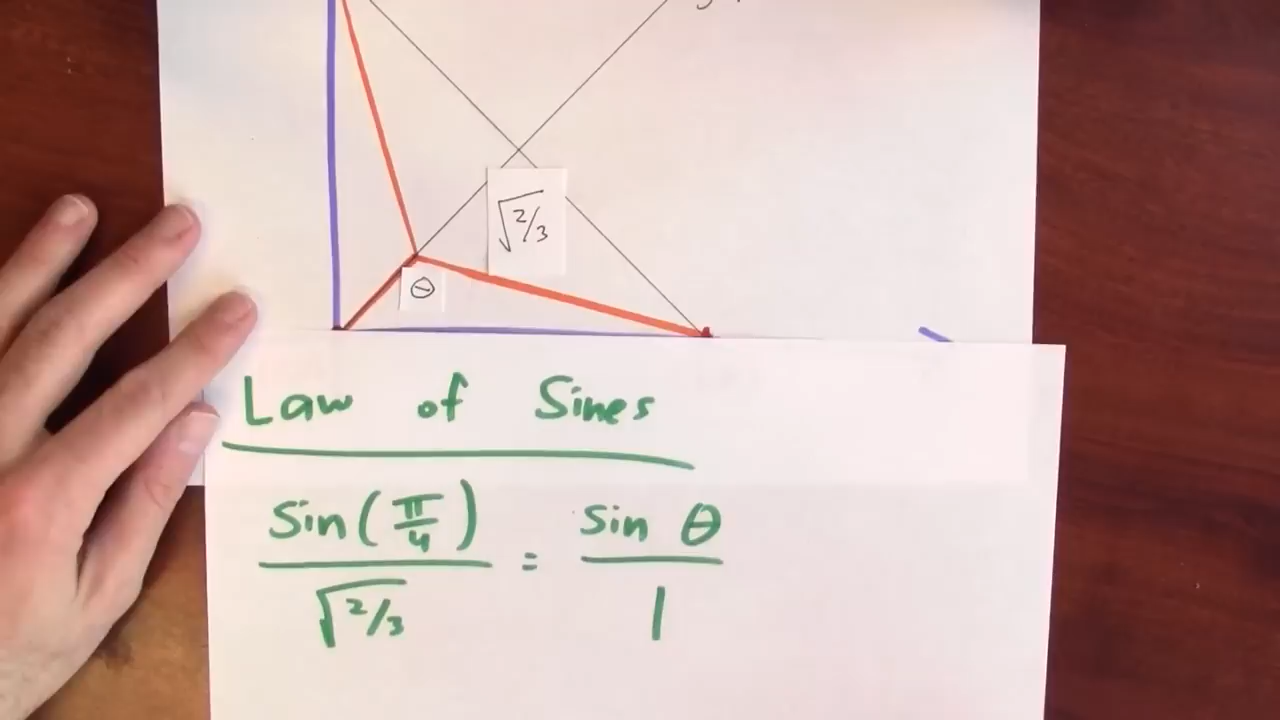 √2/3
θ
Law of Sines
sin(π/4)/√2/3 = sin θ/1